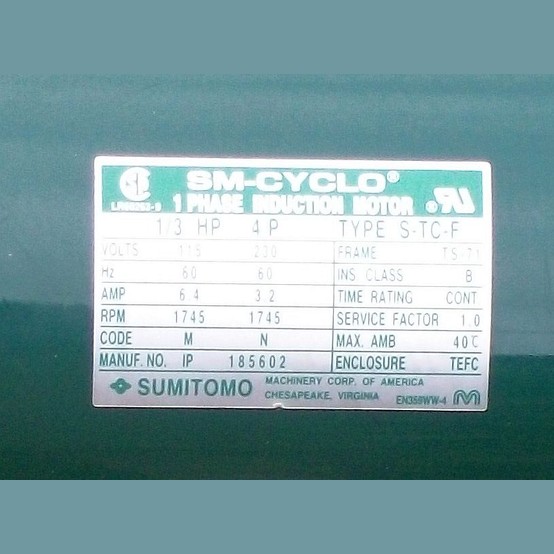 SM-CYCLO®
1 PHASE INDUCTION MOTOR
1/3 HP 4 P TYPE S-TC-F
VOLTS 115 230 FRAME TS-71
Hz 60 60 INS. CLASS B
AMP 6.4 3.2 TIME RATING CONT
RPM 1745 1745 SERVICE FACTOR 1.0
CODE M N MAX. AMB 40℃
MANUF. NO. IP 185602 ENCLOSURE TEFC
SUMITOMO MACHINERY CORP. OF AMERICA
CHESAPEAKE, VIRGINIA EN359WW-4